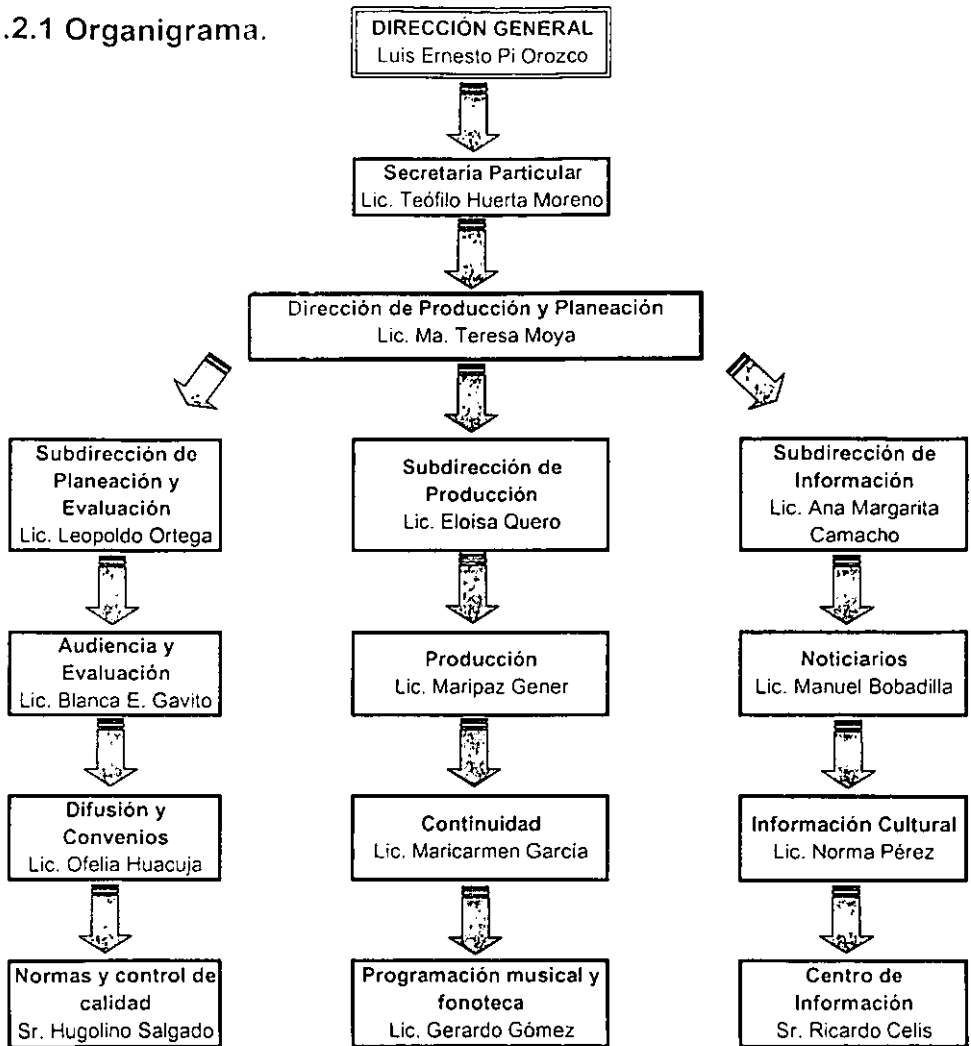 .2.1 Organigrama.
DIRECCIÓN GENERAL
Luis Ernesto Pi Orozco
Secretaría Particular
Lic. Teófilo Huerta Moreno
Dirección de Producción y Planeación
Lic. Ma. Teresa Moya
Subdirección de
Planeación y
Evaluación
Lic. Leopoldo Ortega
Subdirección de
Producción
Lic. Eloisa Quero
Subdirección de
Información
Lic. Ana Margarita
Camacho
Audiencia y
Evaluación
Lic. Blanca E. Gavito
Producción
Lic. Maripaz Gener
Noticiarios
Lic. Manuel Bobadilla
Difusión y
Convenios
Lic. Ofelia Huacuja
Continuidad
Lic. Maricarmen García
Información Cultural
Lic. Norma Pérez
Normas y control de
calidad
Sr. Hugolino Salgado
Programación musical y
fonoteca
Lic. Gerardo Gómez
Centro de
Información
Sr. Ricardo Celis